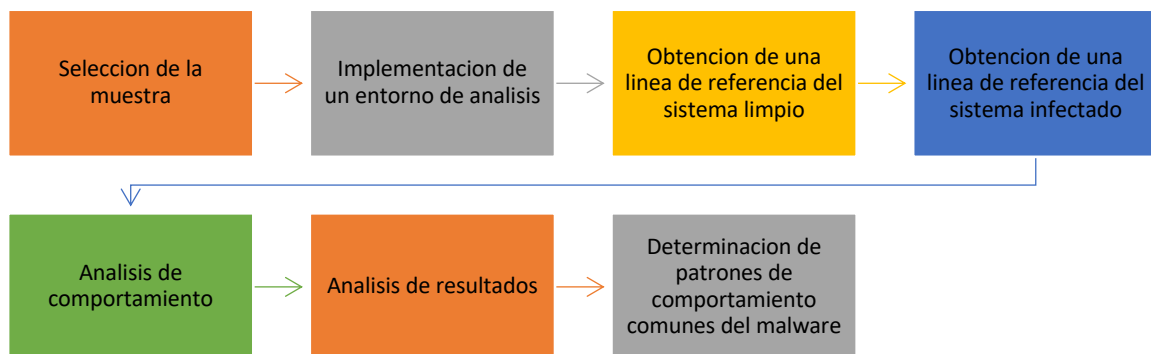 Seleccion de la
muestra
Implementacion de
un entorno de analisis
Obtencion de una
linea de referencia del
sistema limpio
Obtencion de una
linea de referencia del
sistema infectado
Analisis de
comportamiento
Analisis de resultados
Determinacion de
patrones de
comportamiento
comunes del malware